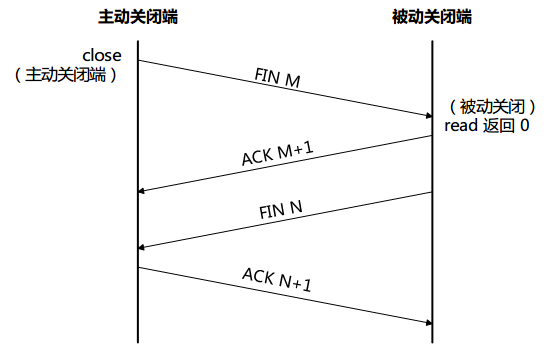 主动关闭端
被动关闭端
close
（主动关闭端）
FIN M
（被动关闭）
read 返回 0
ACK M+1
FIN N
ACK N+1